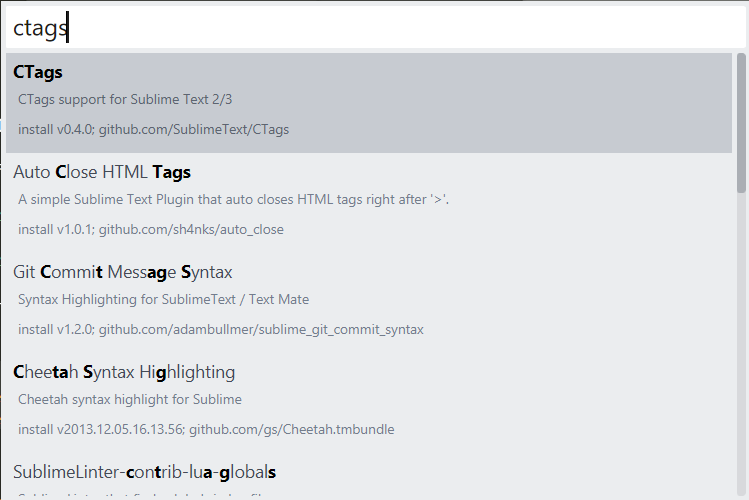 ctags
CTags
CTags support for Sublime Text 2/3
install v0.4.0; github.com/SublimeText/CTags
Auto Close HTML Tags
A simple Sublime Text Plugin that auto closes HTML tags right after '>'.
install v1.0.1; github.com/sh4nks/auto_close
Git Commit Message Syntax
Syntax Highlighting for SublimeText / Text Mate
install v1.2.0; github.com/adambullmer/sublime_git_commit_syntax
Cheetah Syntax Highlighting
Cheetah syntax highlight for Sublime
install v2013.12.05.16.13.56; github.com/gs/Cheetah.tmbundle
SublimeLinter-contrib-lua-globals